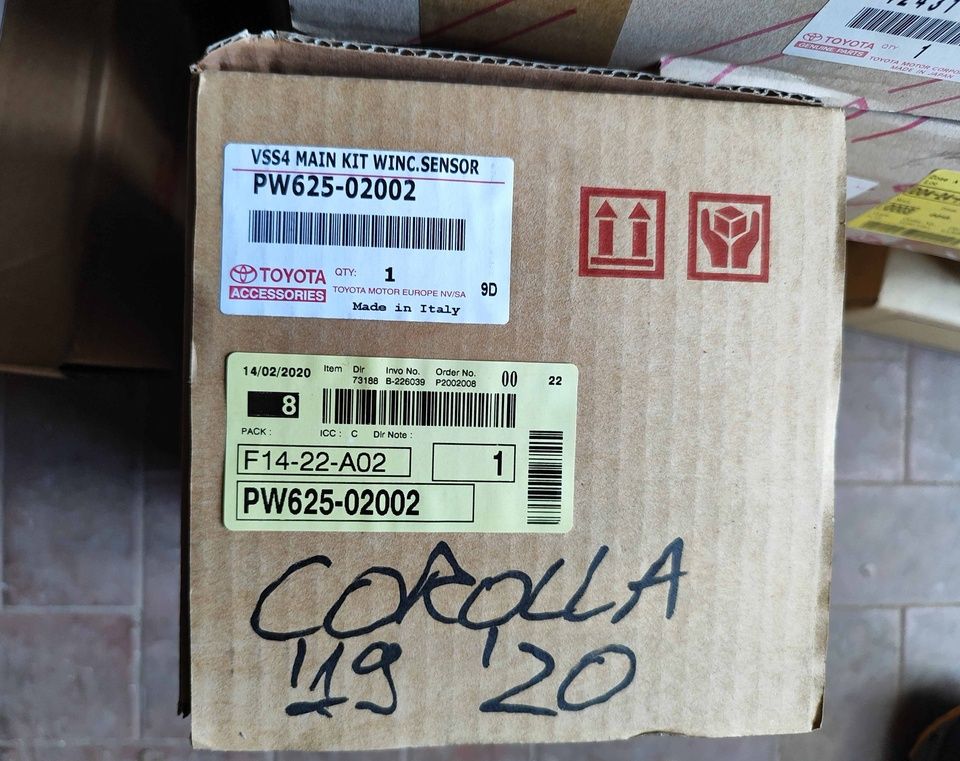 VSS4 MAIN KIT WINC.SENSOR
PW625-02002
TOYOTA
ACCESSORIES
QTY: 1
TOYOTA MOTOR EUROPE NV/SA
9D
Made in Italy
14/02/2020 Item Dlr Invo No. Order No. 00 22
73188 B-226039 P2002008
8
PACK : ICC : C Dlr Note :
F14-22-A02 1
PW625-02002
COROLLA
'19 '20
TOYOTA QTY 1
GENUINE PARTS
MADE IN JAPAN